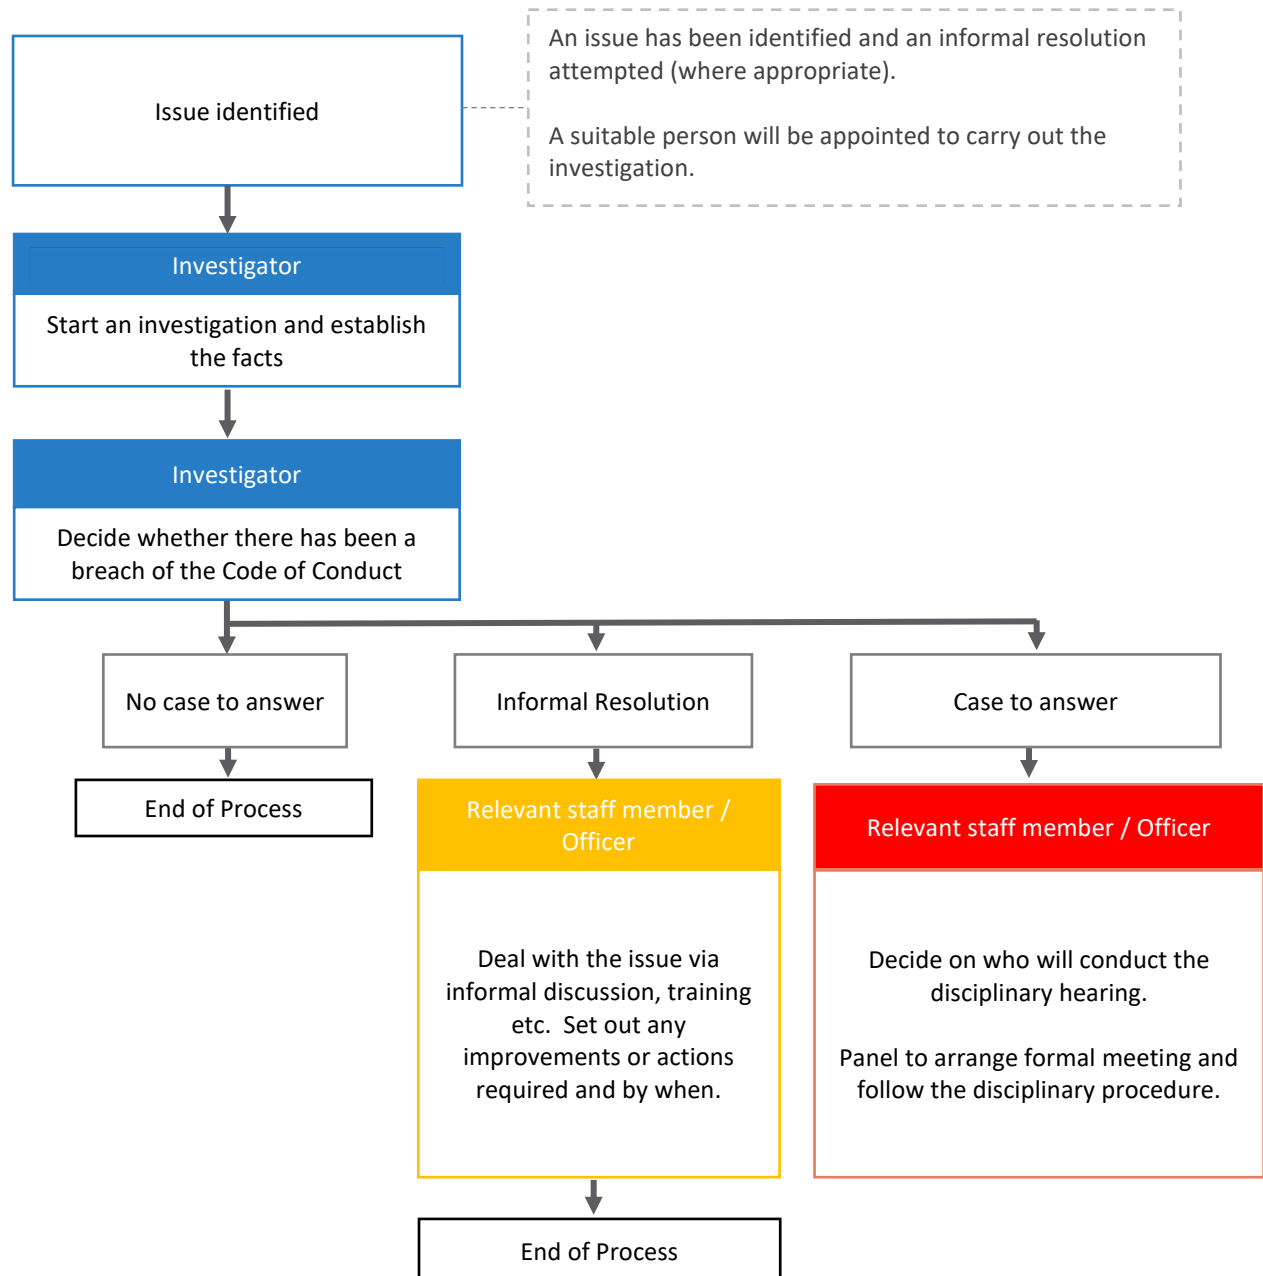 Issue identified
An issue has been identified and an informal resolution
attempted (where appropriate).
A suitable person will be appointed to carry out the
investigation.
Investigator
Start an investigation and establish
the facts
Investigator
Decide whether there has been a
breach of the Code of Conduct
No case to answer
Informal Resolution
Case to answer
End of Process
Relevant staff member /
Officer
Deal with the issue via
informal discussion, training
etc.  Set out any
improvements or actions
required and by when.
Relevant staff member / Officer
Decide on who will conduct the
disciplinary hearing.
Panel to arrange formal meeting and
follow the disciplinary procedure.
End of Process